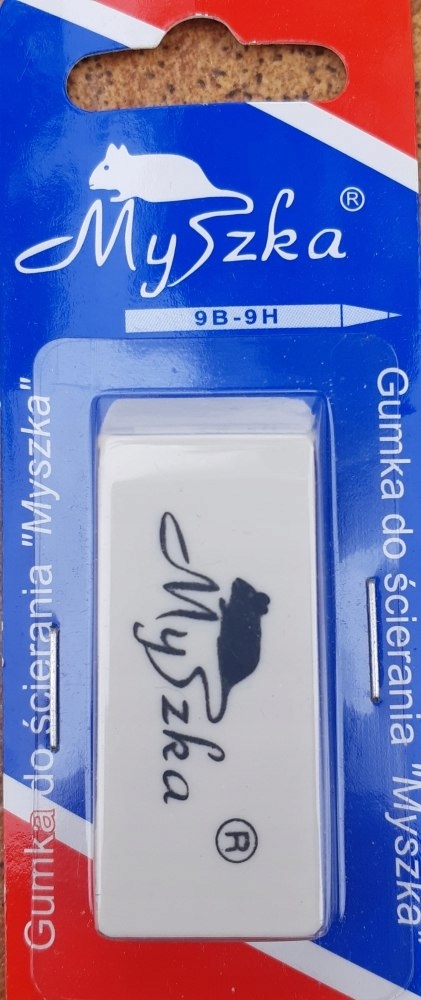 Myszka ®
9B-9H
Gumka do ścierania "Myszka"
Gumka do ścierania "Myszka"
Myszka ®